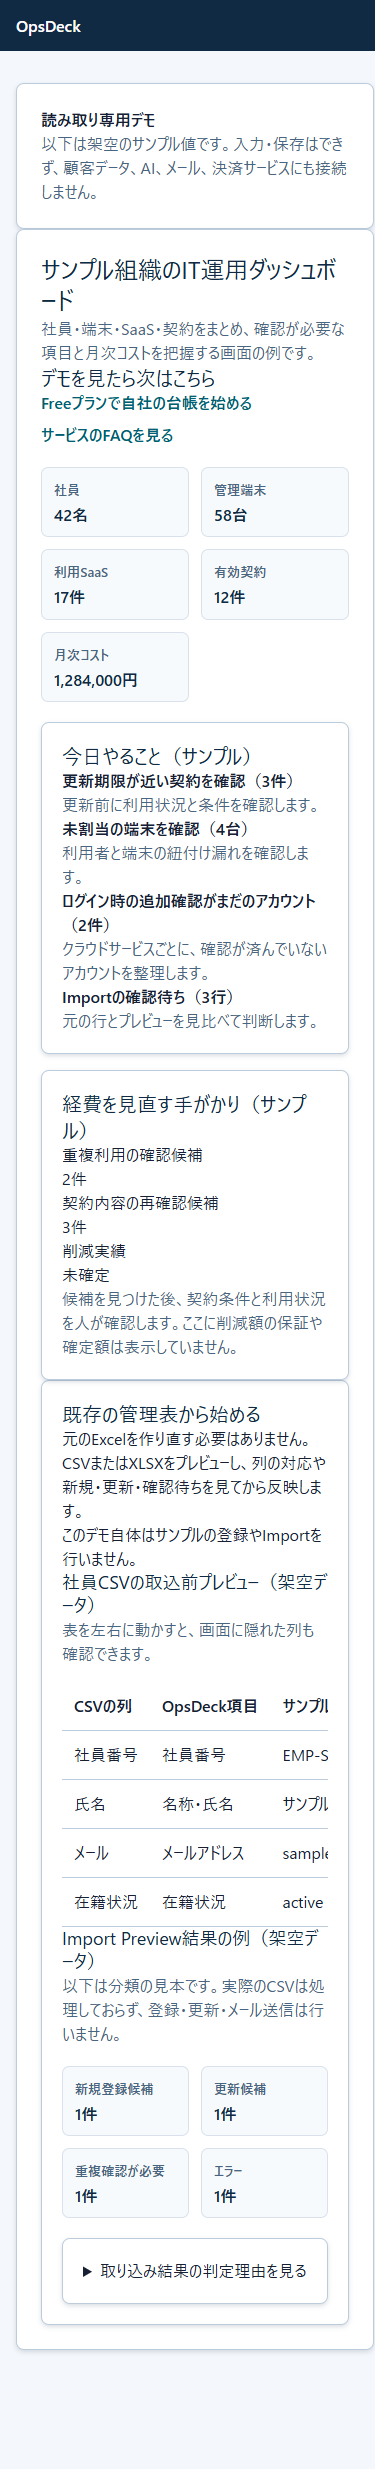 OpsDeck
読み取り専用デモ
以下は架空のサンプル値です。入力・保存はでき
ず、顧客データ、AI、メール、決済サービスにも接続
しません。
サンプル組織のIT運用ダッシュボ
ード
社員・端末・SaaS・契約をまとめ、確認が必要な
項目と月次コストを把握する画面の例です。
デモを見たら次はこちら
Freeプランで自社の台帳を始める
サービスのFAQを見る
社員
42名
管理端末
58台
利用SaaS
17件
有効契約
12件
月次コスト
1,284,000円
今日やること（サンプル）
更新期限が近い契約を確認（3件）
更新前に利用状況と条件を確認します。
未割当の端末を確認（4台）
利用者と端末の紐付け漏れを確認しま
す。
ログイン時の追加確認がまだのアカウント
（2件）
クラウドサービスごとに、確認が済んでいない
アカウントを整理します。
Importの確認待ち（3行）
元の行とプレビューを見比べて判断します。
経費を見直す手がかり（サンプ
ル）
重複利用の確認候補
2件
契約内容の再確認候補
3件
削減実績
未確定
候補を見つけた後、契約条件と利用状況
を人が確認します。ここに削減額の保証や
確定額は表示していません。
既存の管理表から始める
元のExcelを作り直す必要はありません。
CSVまたはXLSXをプレビューし、列の対応や
新規・更新・確認待ちを見てから反映しま
す。
このデモ自体はサンプルの登録やImportを
行いません。
社員CSVの取込前プレビュー（架空デ
ータ）
表を左右に動かすと、画面に隠れた列も
確認できます。
CSVの列 OpsDeck項目 サンプル
社員番号 社員番号 EMP-S
氏名 名称・氏名 サンプル
メール メールアドレス sample
在籍状況 在籍状況 active
Import Preview結果の例（架空デ
ータ）
以下は分類の見本です。実際のCSVは処
理しておらず、登録・更新・メール送信は行
いません。
新規登録候補
1件
更新候補
1件
重複確認が必要
1件
エラー
1件
▶ 取り込み結果の判定理由を見る